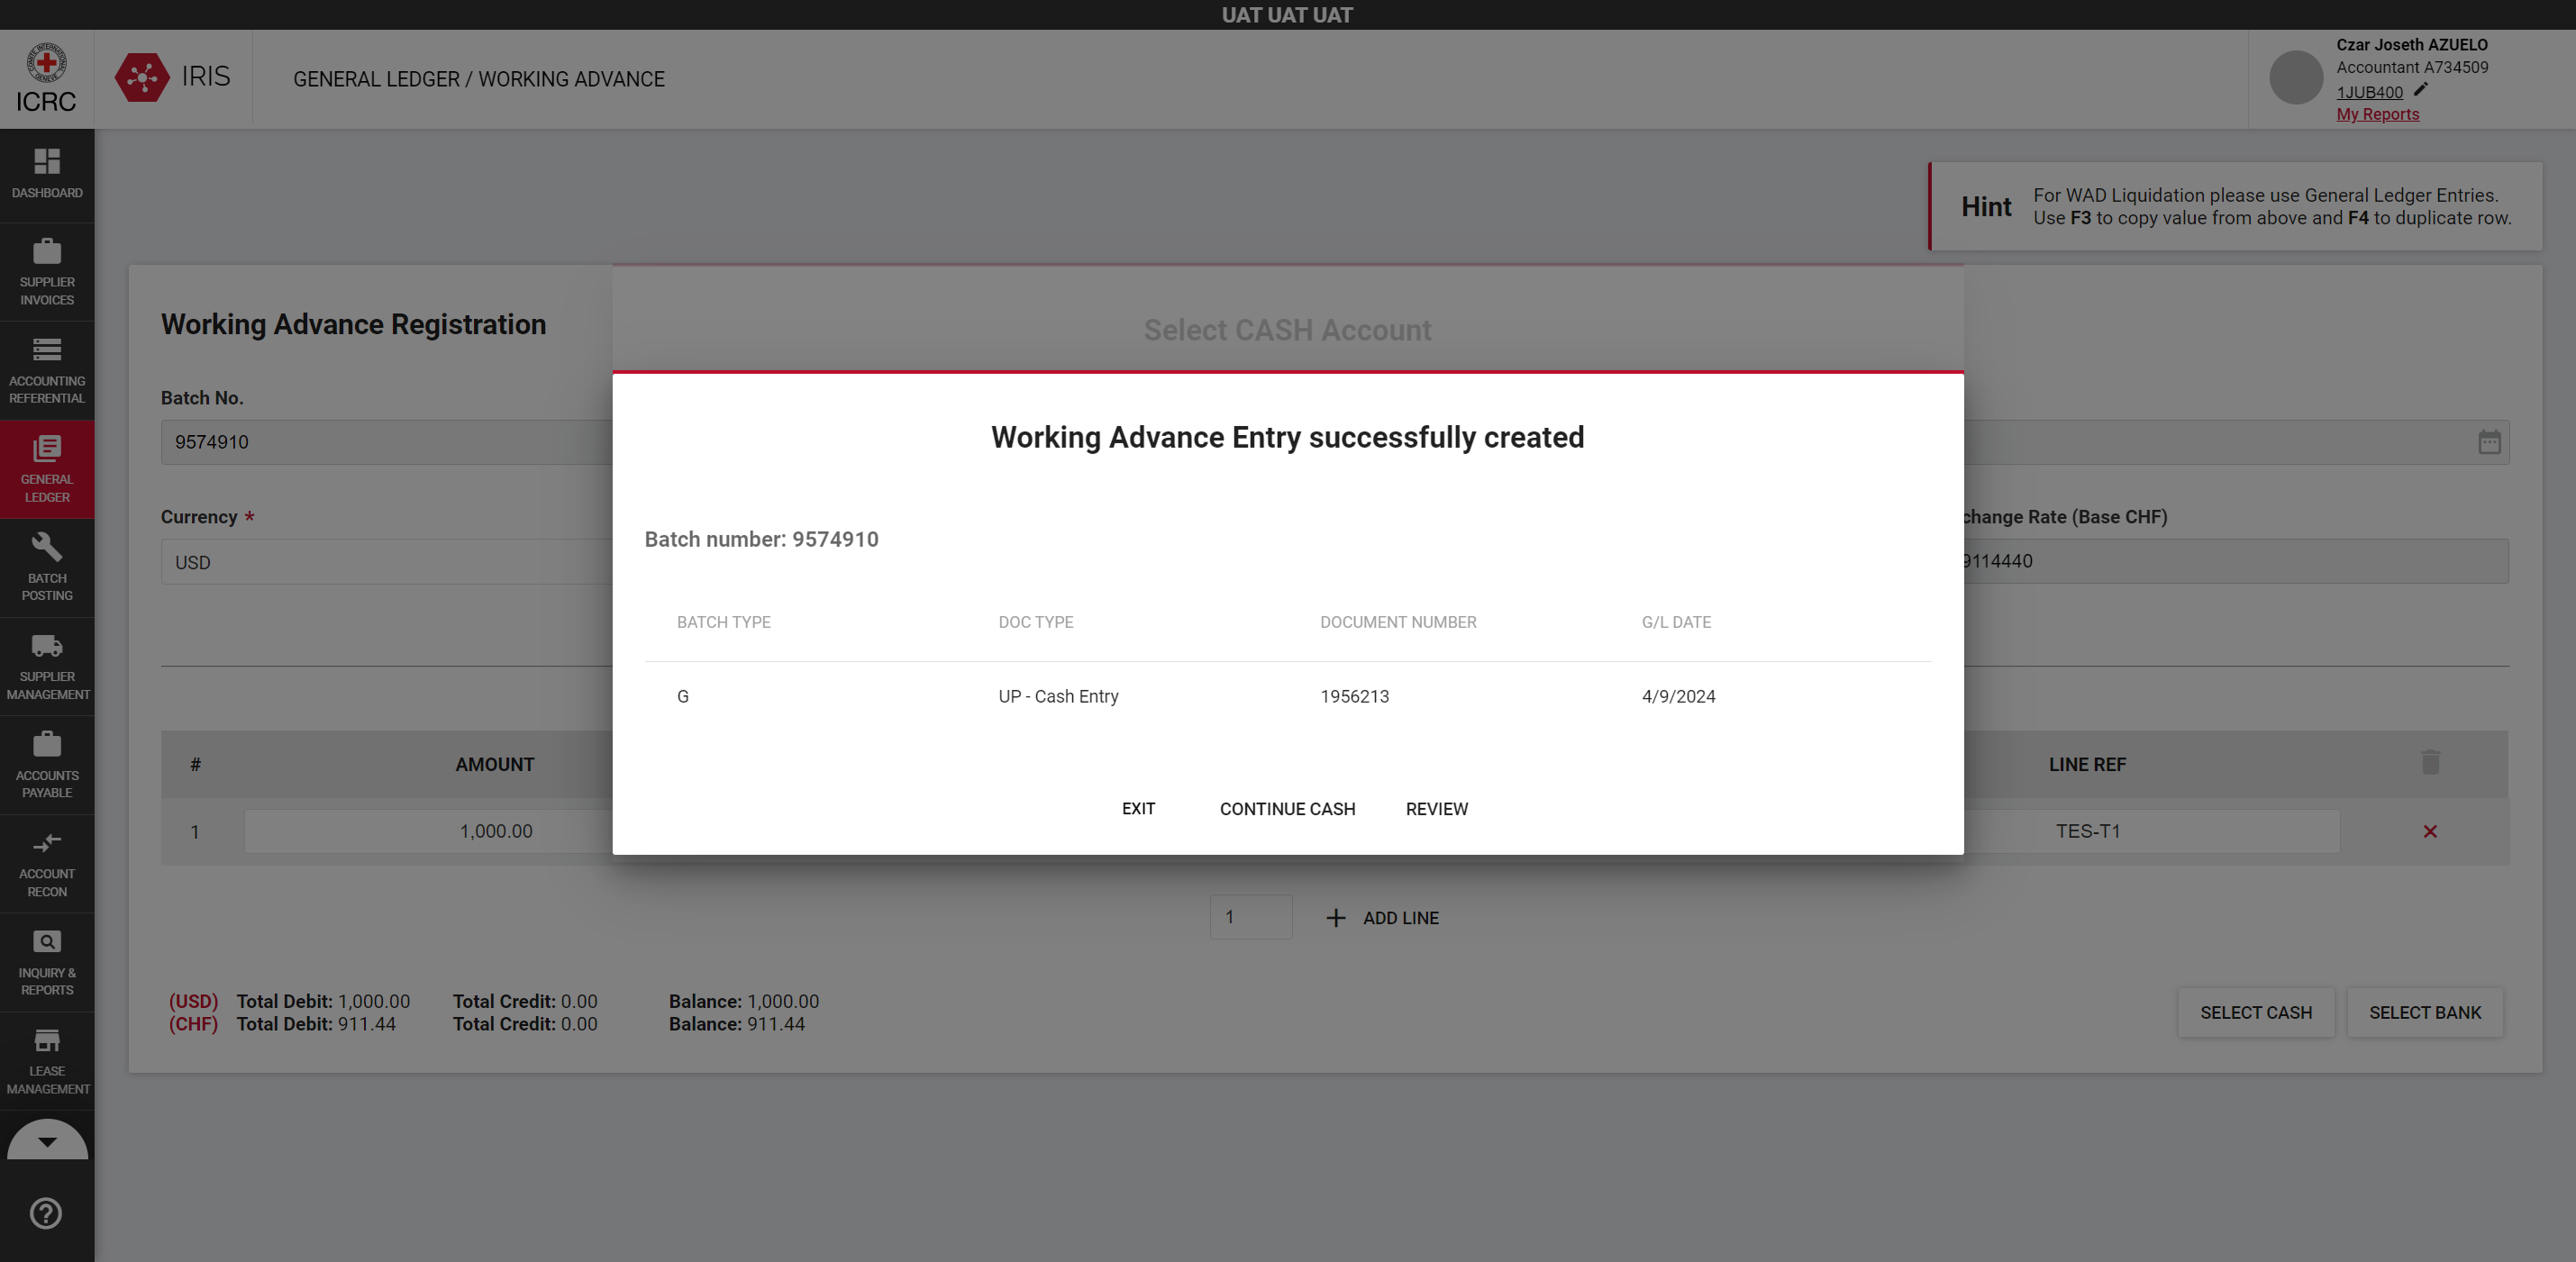 UAT UAT UAT
ICRC
IRIS
GENERAL LEDGER / WORKING ADVANCE
Czar Joseth AZUELO
Accountant A734509
1JUB400
My Reports
DASHBOARD
SUPPLIER
INVOICES
ACCOUNTING
REFERENTIAL
GENERAL
LEDGER
BATCH
POSTING
SUPPLIER
MANAGEMENT
ACCOUNTS
PAYABLE
ACCOUNT
RECON
INQUIRY &
REPORTS
LEASE
MANAGEMENT
Hint
For WAD Liquidation please use General Ledger Entries.
Use F3 to copy value from above and F4 to duplicate row.
Working Advance Registration
Select CASH Account
Batch No.
9574910
Currency *
USD
change Rate (Base CHF)
9114440
Working Advance Entry successfully created
Batch number: 9574910
BATCH TYPE DOC TYPE DOCUMENT NUMBER G/L DATE
G UP - Cash Entry 1956213 4/9/2024
EXIT CONTINUE CASH REVIEW
# AMOUNT LINE REF
1 1,000.00 TES-T1
1 ADD LINE
(USD) Total Debit: 1,000.00 Total Credit: 0.00 Balance: 1,000.00
(CHF) Total Debit: 911.44 Total Credit: 0.00 Balance: 911.44
SELECT CASH SELECT BANK